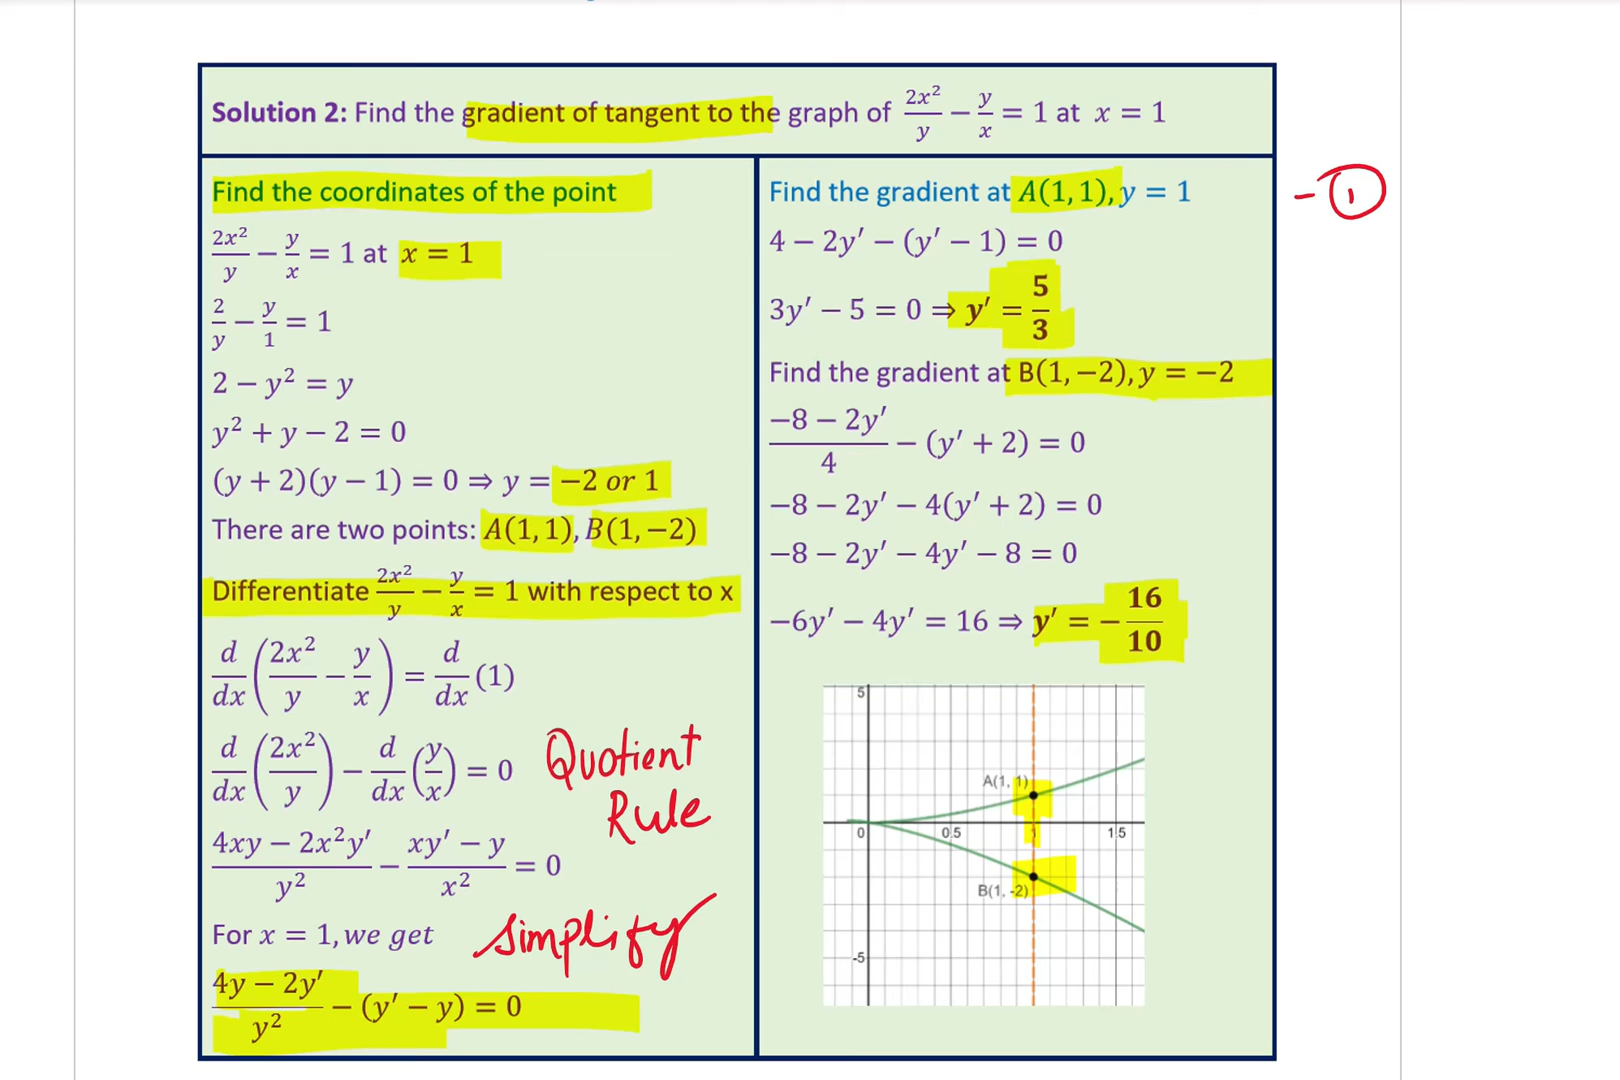 Solution 2: Find the gradient of tangent to the graph of 2x²/y − y/x = 1 at x = 1
Find the coordinates of the point
2x²/y − y/x = 1 at x = 1
2/y − y/1 = 1
2 − y² = y
y² + y − 2 = 0
(y + 2)(y − 1) = 0 ⇒ y = −2 or 1
There are two points: A(1, 1), B(1, −2)
Differentiate 2x²/y − y/x = 1 with respect to x
d/dx (2x²/y − y/x) = d/dx (1)
d/dx (2x²/y) − d/dx (y/x) = 0
Quotient
Rule
(4xy − 2x²y′)/y² − (xy′ − y)/x² = 0
For x = 1, we get
Simplify
(4y − 2y′)/y² − (y′ − y) = 0
Find the gradient at A(1, 1), y = 1
− 1
4 − 2y′ − (y′ − 1) = 0
3y′ − 5 = 0 ⇒ y′ = 5/3
Find the gradient at B(1, −2), y = −2
(−8 − 2y′)/4 − (y′ + 2) = 0
−8 − 2y′ − 4(y′ + 2) = 0
−8 − 2y′ − 4y′ − 8 = 0
−6y′ − 4y′ = 16 ⇒ y′ = −16/10
5
A(1, 1)
0 0.5 1 1.5
B(1, -2)
-5